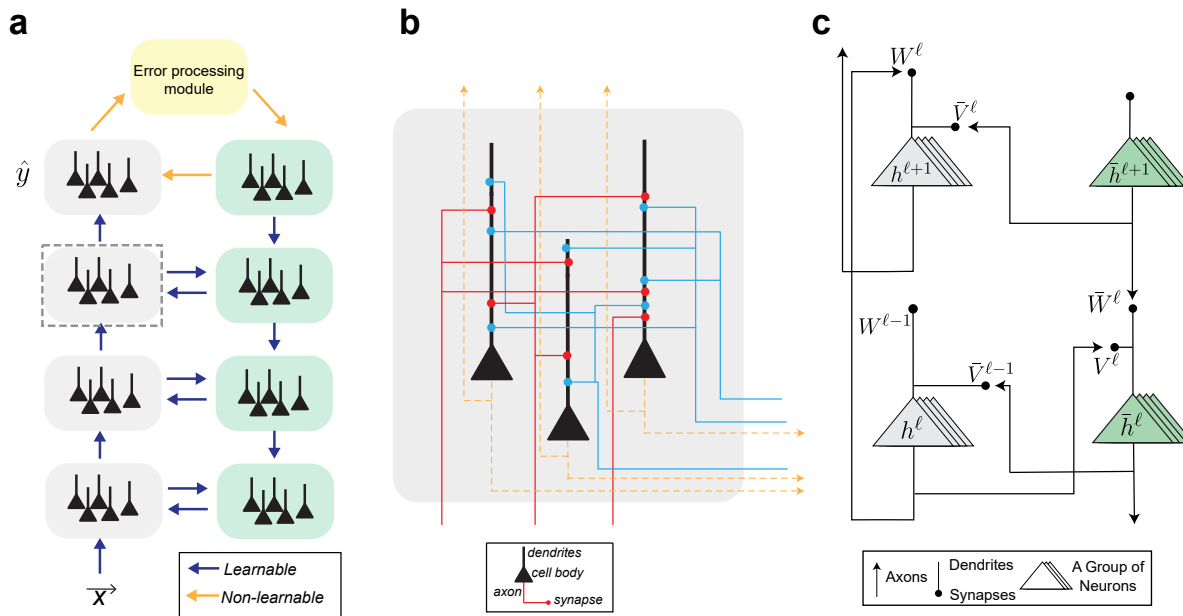 a
Error processing
module
ŷ
x
Learnable
Non-learnable
b
dendrites
cell body
axon
synapse
c
W^ℓ
V̄^ℓ
h^{ℓ+1}
h̄^{ℓ+1}
W^{ℓ-1}
W̄^ℓ
V̄^{ℓ-1}
V^ℓ
h^ℓ
h̄^ℓ
Axons
Dendrites
Synapses
A Group of
Neurons